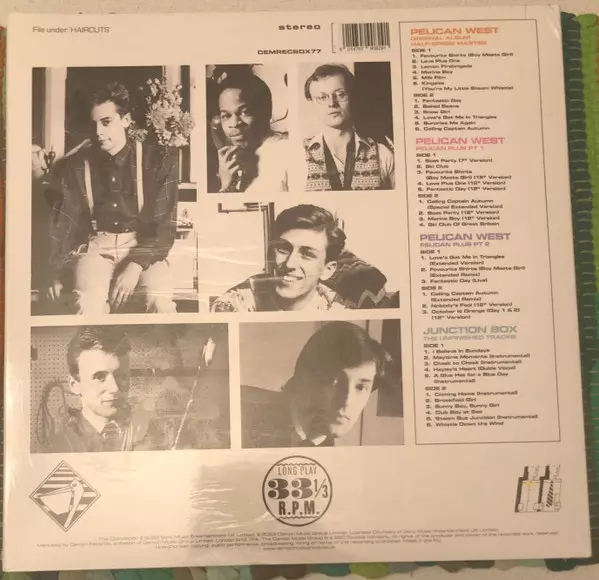 File under 'HAIRCUTS'
stereo
DEMRECBOX77
PELICAN WEST
ORIGINAL ALBUM
HALF-SPEED MASTER
SIDE 1
1. Favourite Shirts (Boy Meets Girl)
2. Love Plus One
3. Lemon Firebrigade
4. Marine Boy
5. Milk Film
6. Kingsize
(You're My Little Steam Whistle)
SIDE 2
1. Fantastic Day
2. Baked Beans
3. Snow Girl
4. Love's Got Me In Triangles
5. Surprise Me Again
6. Calling Captain Autumn
PELICAN WEST
PELICAN PLUS PT 1
SIDE 1
1. Boat Party (7" Version)
2. Ski Club
3. Favourite Shirts
(Boy Meets Girl) (12" Version)
4. Love Plus One (12" Version)
5. Fantastic Day (12" Version)
SIDE 2
1. Calling Captain Autumn
(Special Extended Version)
2. Boat Party (12" Version)
3. Marine Boy (12" Version)
4. Ski Club Of Great Britain
PELICAN WEST
PELICAN PLUS PT 2
SIDE 1
1. Love's Got Me In Triangles
(Extended Version)
2. Favourite Shirts (Boy Meets Girl)
(Extended Remix)
3. Fantastic Day (Live)
SIDE 2
1. Calling Captain Autumn
(Extended Remix)
2. Nobody's Fool (12" Version)
3. October Is Orange (Day 1 & 2)
(12" Version)
JUNCTION BOX
THE UNFINISHED TRACKS
SIDE 1
1. I Believe In Sundays
2. Maytime Moments (Instrumental)
3. Cheek to Cheek (Instrumental)
4. Hayley's Heart (Guide Vocal)
5. A Blue Hat for a Blue Day
(Instrumental)
SIDE 2
1. Coming Home (Instrumental)
2. Brookfield Girl
3. Sunny Boy, Sunny Girl
4. Club Boy at Sea
5. Steam Bus Junction (Instrumental)
6. Whistle Down the Wind
LONG PLAY
33 1/3
R.P.M.